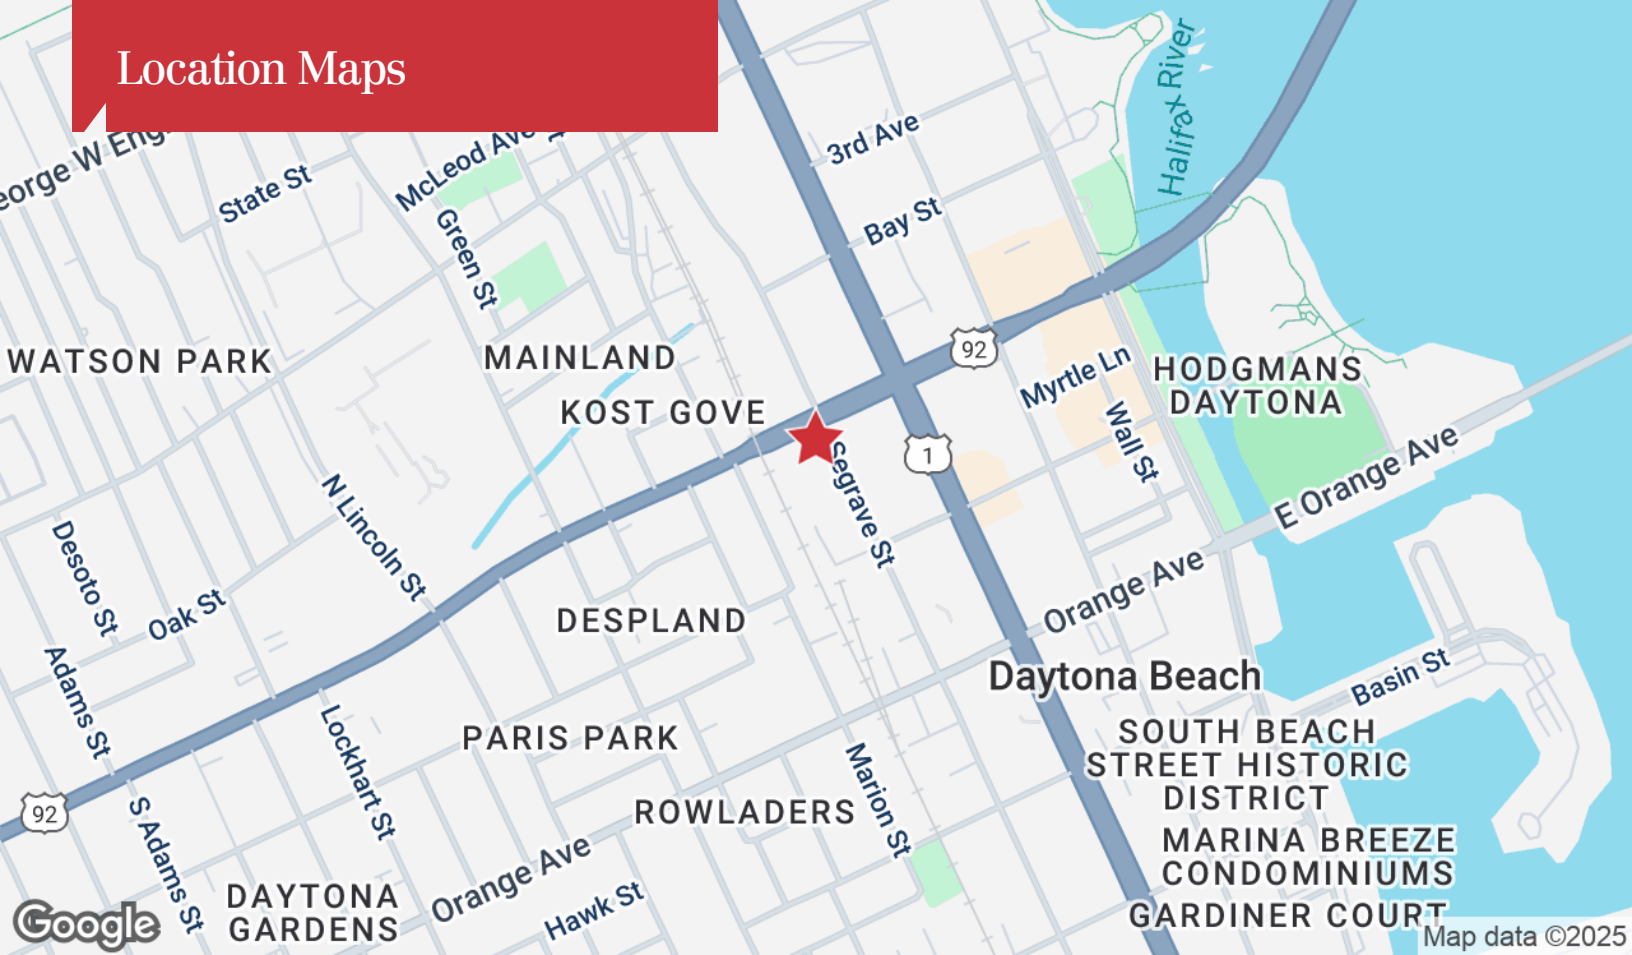 Location Maps
Halifax River
3rd Ave
eorge W Eng
McLeod Ave
State St
Bay St
Green St
92
WATSON PARK
MAINLAND
Myrtle Ln
HODGMANS
DAYTONA
KOST GOVE
Wall St
1
Segrave St
E Orange Ave
N Lincoln St
Desoto St
Oak St
Orange Ave
DESPLAND
Adams St
Daytona Beach
Basin St
Lockhart St
PARIS PARK
SOUTH BEACH
STREET HISTORIC
DISTRICT
Marion St
92
ROWLADERS
S Adams St
MARINA BREEZE
CONDOMINIUMS
Orange Ave
DAYTONA
GARDENS
Hawk St
GARDINER COURT
Google
Map data ©2025